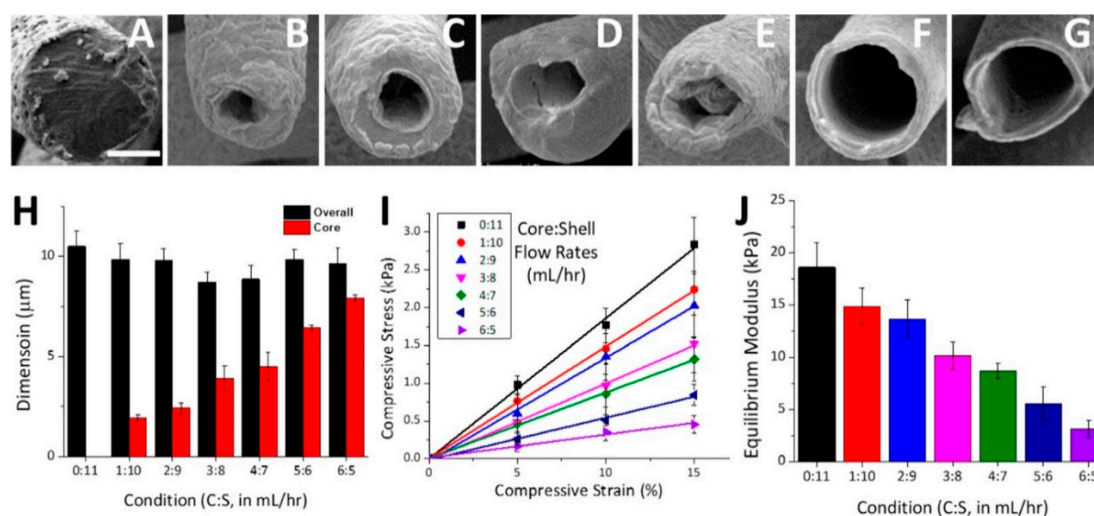 A B C D E F G
H
Overall
Core
10
5
0
Dimensoin (μm)
0:11 1:10 2:9 3:8 4:7 5:6 6:5
Condition (C:S, in mL/hr)
I
0:11
1:10
2:9
3:8
4:7
5:6
6:5
Core:Shell
Flow Rates
(mL/hr)
3.0
2.5
2.0
1.5
1.0
0.5
0.0
Compressive Stress (kPa)
0 5 10 15
Compressive Strain (%)
J
25
20
15
10
5
0
Equilibrium Modulus (kPa)
0:11 1:10 2:9 3:8 4:7 5:6 6:5
Condition (C:S, in mL/hr)